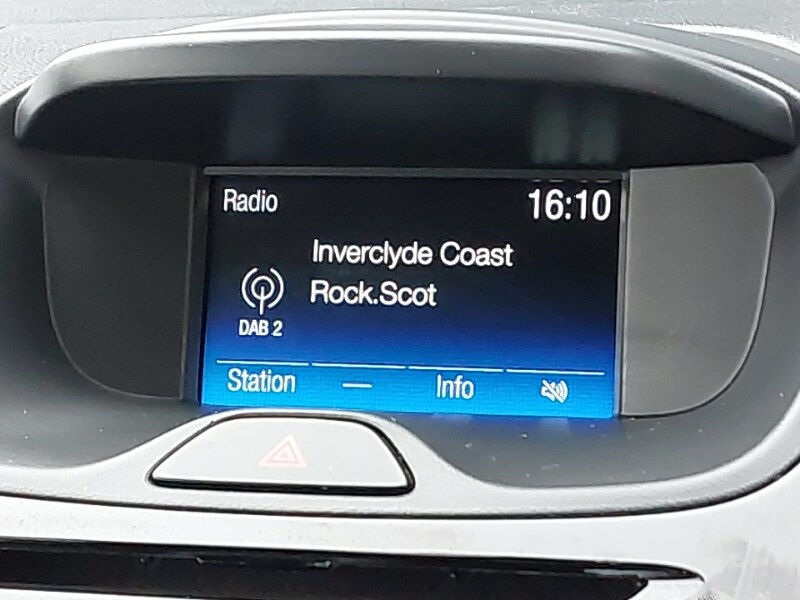 Radio 16:10
Inverclyde Coast
Rock.Scot
DAB 2
Station — Info